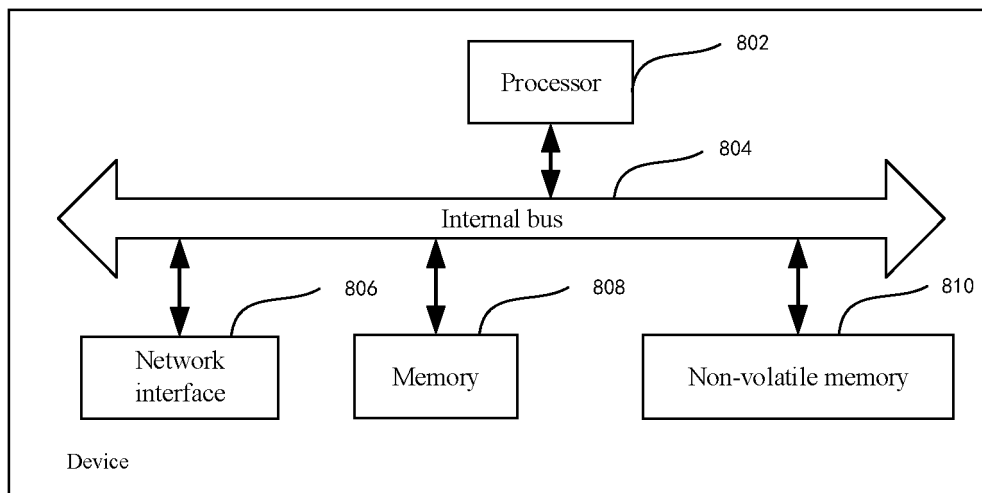 802
Processor
804
Internal bus
806
808
810
Network
interface
Memory
Non-volatile memory
Device